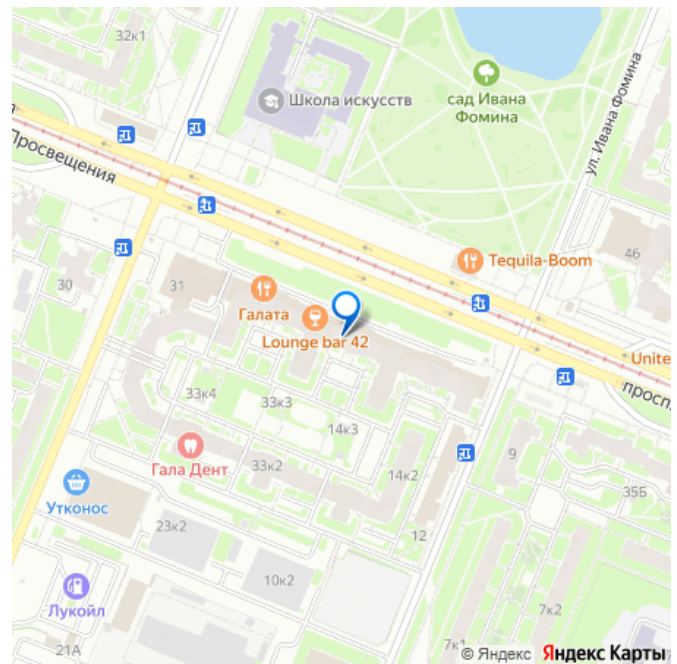 32к1
Школа искусств
сад Ивана
Фомина
ул. Ивана Фомина
Просвещения
46
Tequila-Boom
30
31
Галата
Lounge bar 42
Unite
просп
33к4
33к3
14к3
9
Гала Дент
33к2
14к2
35Б
Утконос
23к2
12
10к2
Лукойл
7к2
21А
7к1
© Яндекс Яндекс Карты